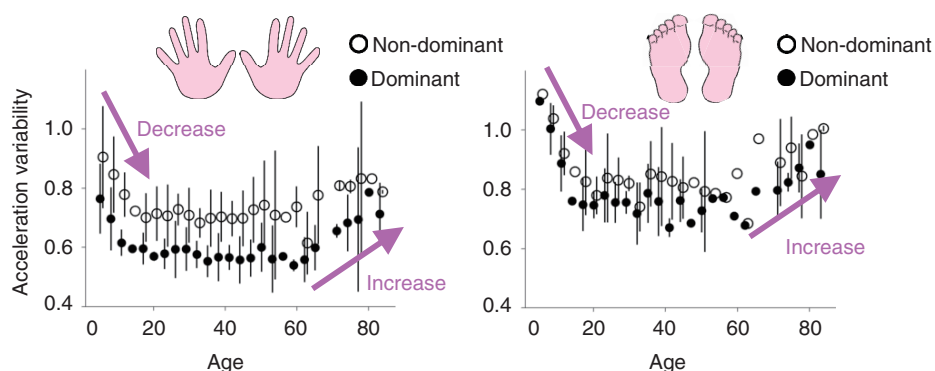 Non-dominant
Dominant
Decrease
Increase
Acceleration variability
1.0
0.8
0.6
0.4
0 20 40 60 80
Age
Non-dominant
Dominant
Decrease
Increase
1.0
0.8
0.6
0.4
0 20 40 60 80
Age